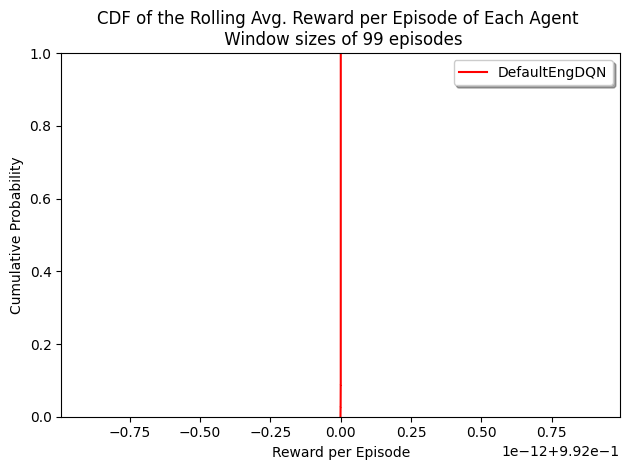 CDF of the Rolling Avg. Reward per Episode of Each Agent
Window sizes of 99 episodes
DefaultEngDQN
Cumulative Probability
1.0
0.8
0.6
0.4
0.2
0.0
−0.75 −0.50 −0.25 0.00 0.25 0.50 0.75
Reward per Episode
1e−12+9.92e−1